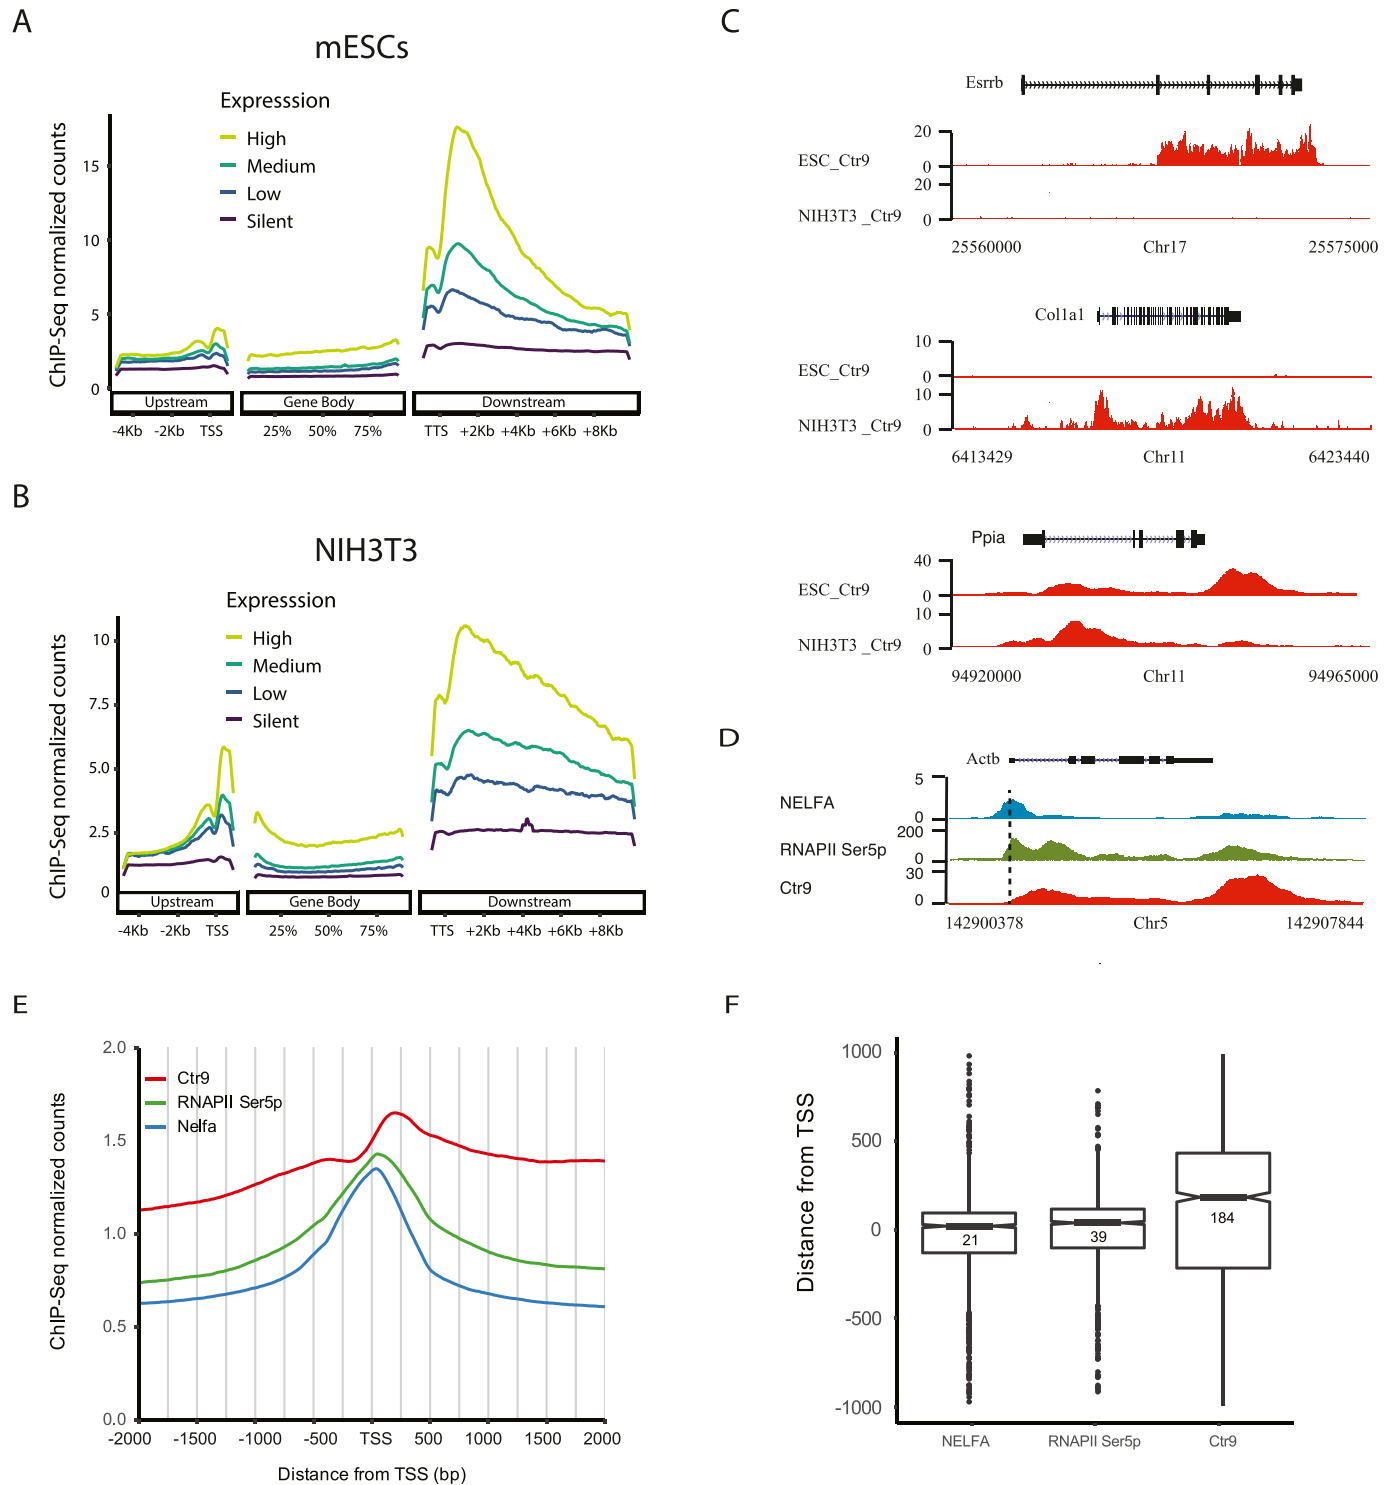 A
mESCs
Expresssion
High
Medium
Low
Silent
ChIP-Seq normalized counts
15
10
5
0
Upstream
Gene Body
Downstream
-4Kb -2Kb TSS 25% 50% 75% TTS +2Kb +4Kb +6Kb +8Kb
B
NIH3T3
Expresssion
High
Medium
Low
Silent
ChIP-Seq normalized counts
10
7.5
5.0
2.5
0
Upstream
Gene Body
Downstream
-4Kb -2Kb TSS 25% 50% 75% TTS +2Kb +4Kb +6Kb +8Kb
C
Esrrb
20
ESC_Ctr9
0
20
NIH3T3 _Ctr9
0
25560000 Chr17 25575000
Col1a1
10
ESC_Ctr9
0
10
NIH3T3 _Ctr9
0
6413429 Chr11 6423440
Ppia
40
ESC_Ctr9
0
10
NIH3T3 _Ctr9
0
94920000 Chr11 94965000
D
Actb
5
NELFA
0
200
RNAPII Ser5p
0
30
Ctr9
0
142900378 Chr5 142907844
E
2.0
Ctr9
RNAPII Ser5p
Nelfa
ChIP-Seq normalized counts
1.5
1.0
0.5
0.0
-2000 -1500 -1000 -500 TSS 500 1000 1500 2000
Distance from TSS (bp)
F
Distance from TSS
1000
500
0
-500
-1000
21
39
184
NELFA RNAPII Ser5p Ctr9